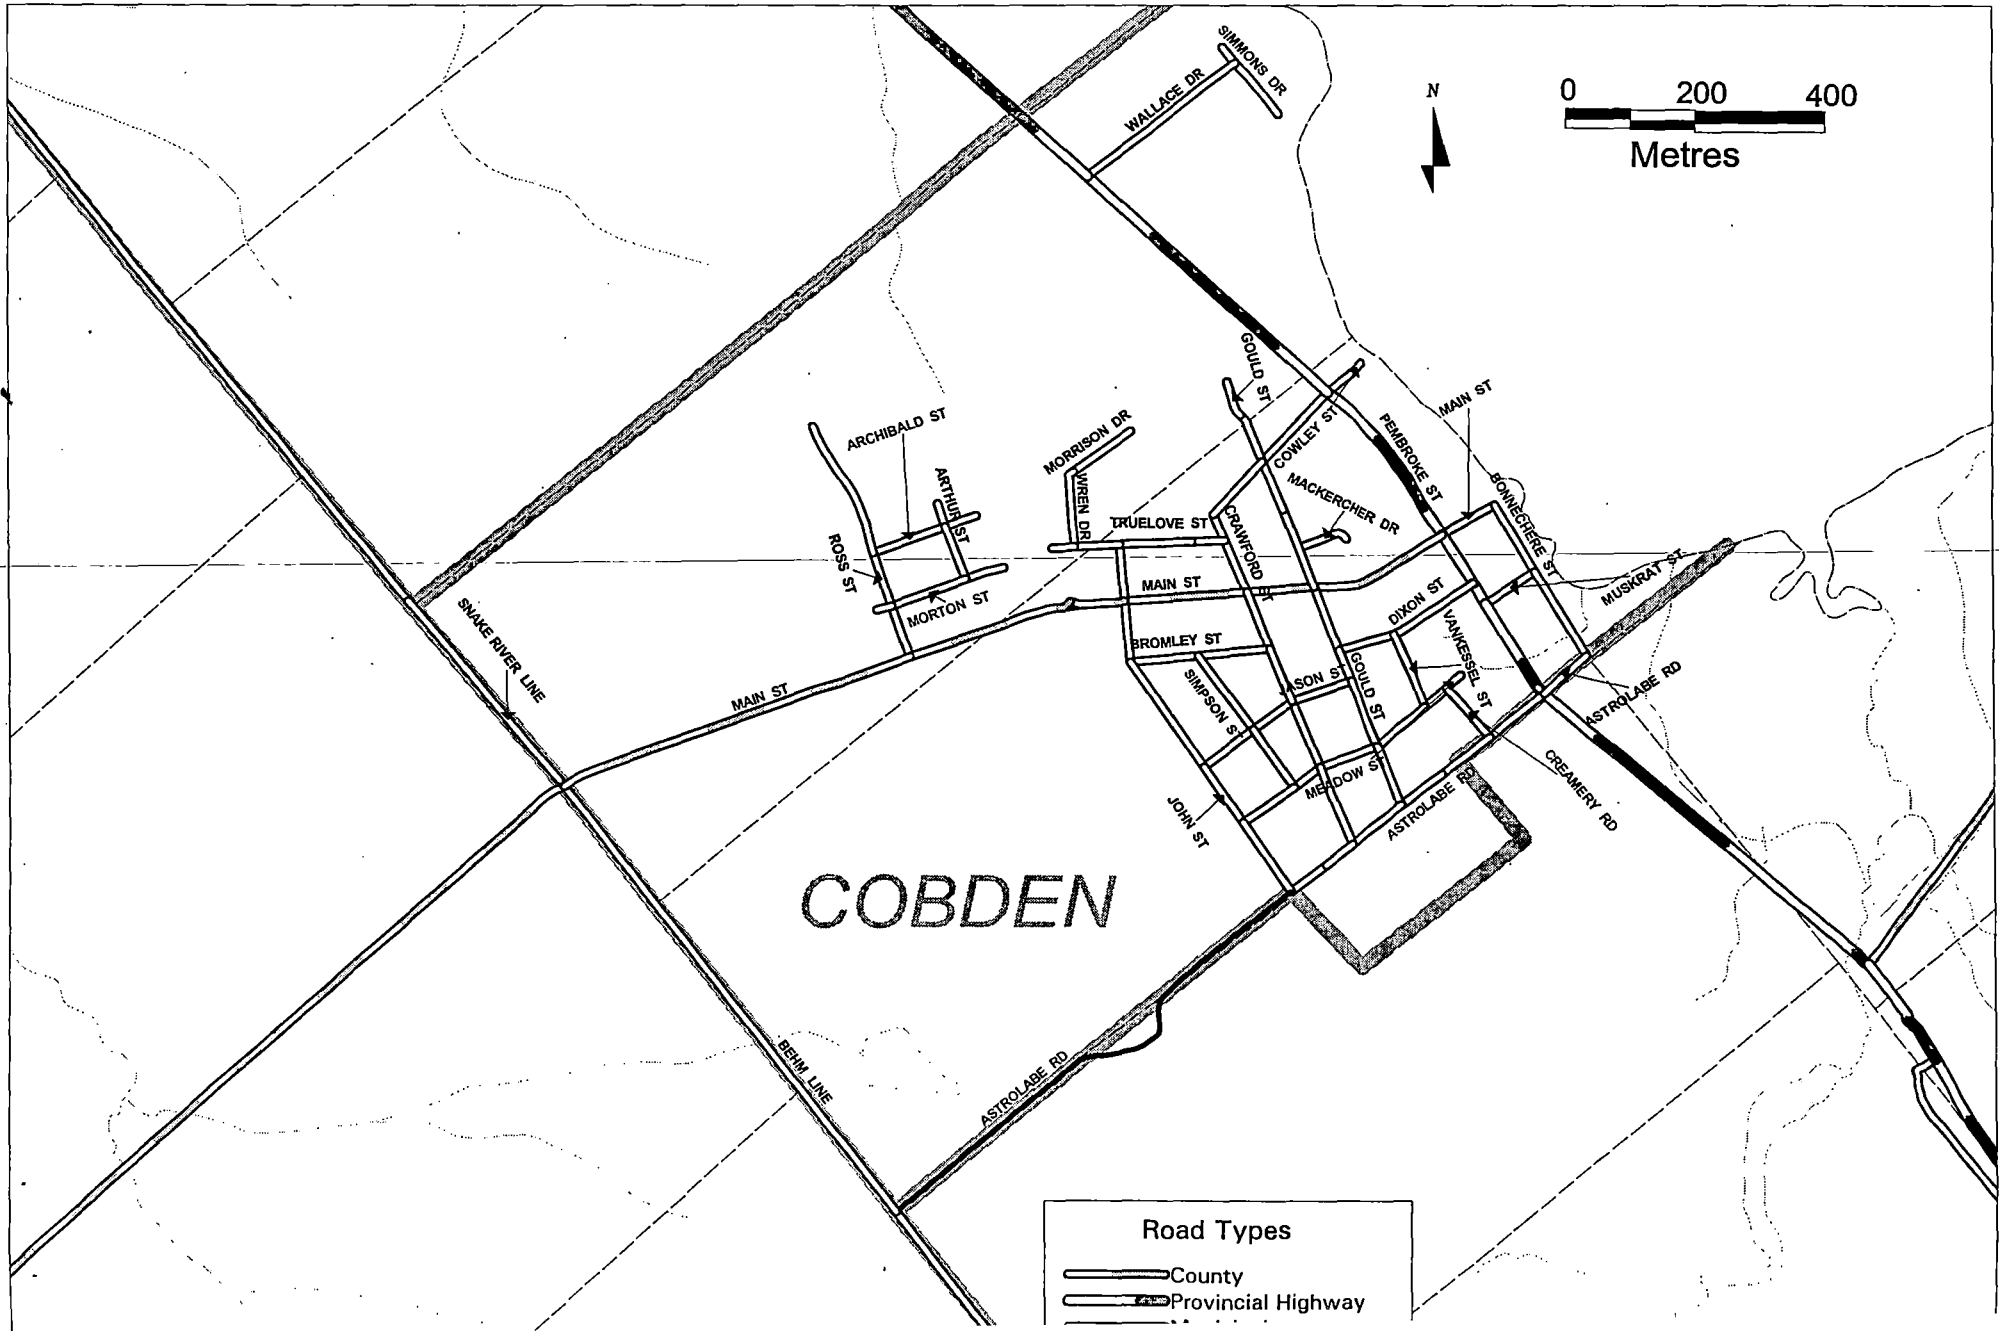 SIMMONS DR
WALLACE DR
N
0 200 400
Metres
GOULD ST
MAIN ST
ARCHIBALD ST
MORRISON DR
COWLEY ST
PEMBROKE ST
ARTHUR ST
WREN DR
MACKERCHER DR
BONNECHERE ST
TRUELOVE ST
CRAWFORD ST
ROSS ST
MUSKRAT ST
MAIN ST
DIXON ST
MORTON ST
SNAKE RIVER LINE
VANKESSEL ST
BROMLEY ST
GOULD ST
JASON ST
SIMPSON ST
MAIN ST
ASTROLABE RD
CREAMERY RD
MEADOW ST
ASTROLABE RD
JOHN ST
COBDEN
BEHM LINE
ASTROLABE RD
Road Types
County
Provincial Highway